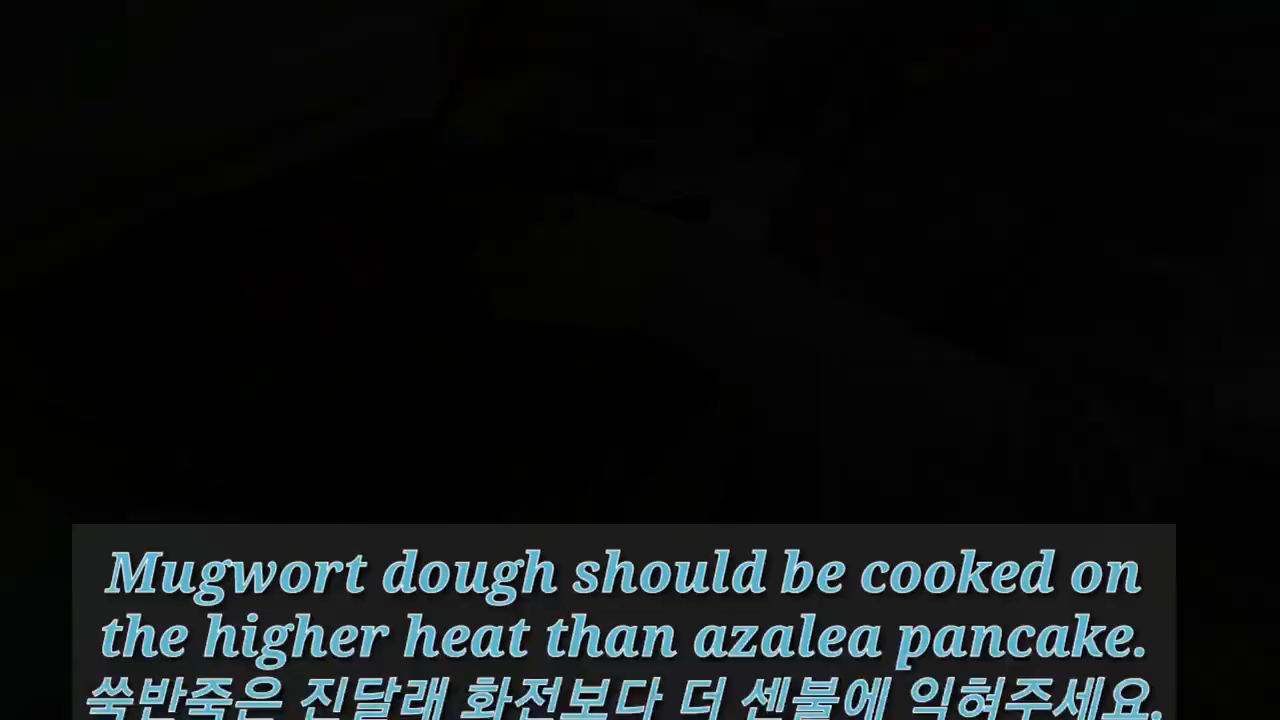 Mugwort dough should be cooked on
the higher heat than azalea pancake.
쑥반죽은 진달래 화전보다 더 센불에 익혀주세요.